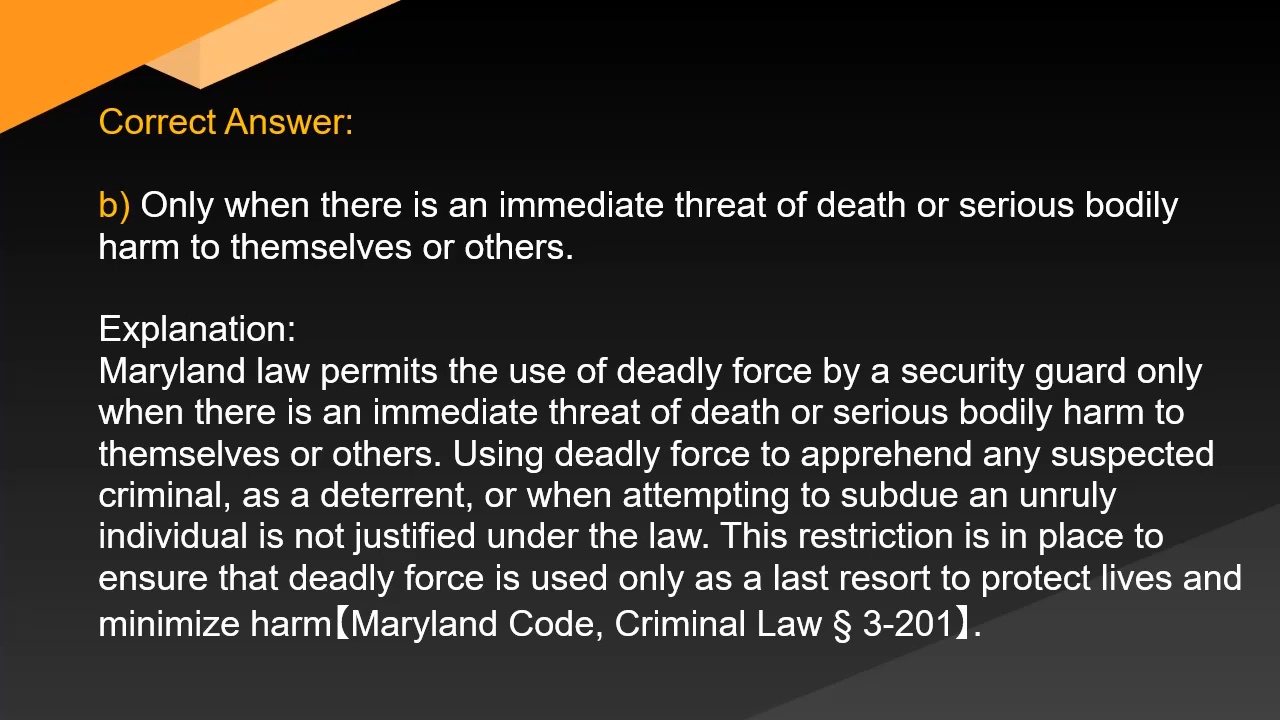 Correct Answer:
b) Only when there is an immediate threat of death or serious bodily
harm to themselves or others.
Explanation:
Maryland law permits the use of deadly force by a security guard only
when there is an immediate threat of death or serious bodily harm to
themselves or others. Using deadly force to apprehend any suspected
criminal, as a deterrent, or when attempting to subdue an unruly
individual is not justified under the law. This restriction is in place to
ensure that deadly force is used only as a last resort to protect lives and
minimize harm【Maryland Code, Criminal Law § 3-201】.